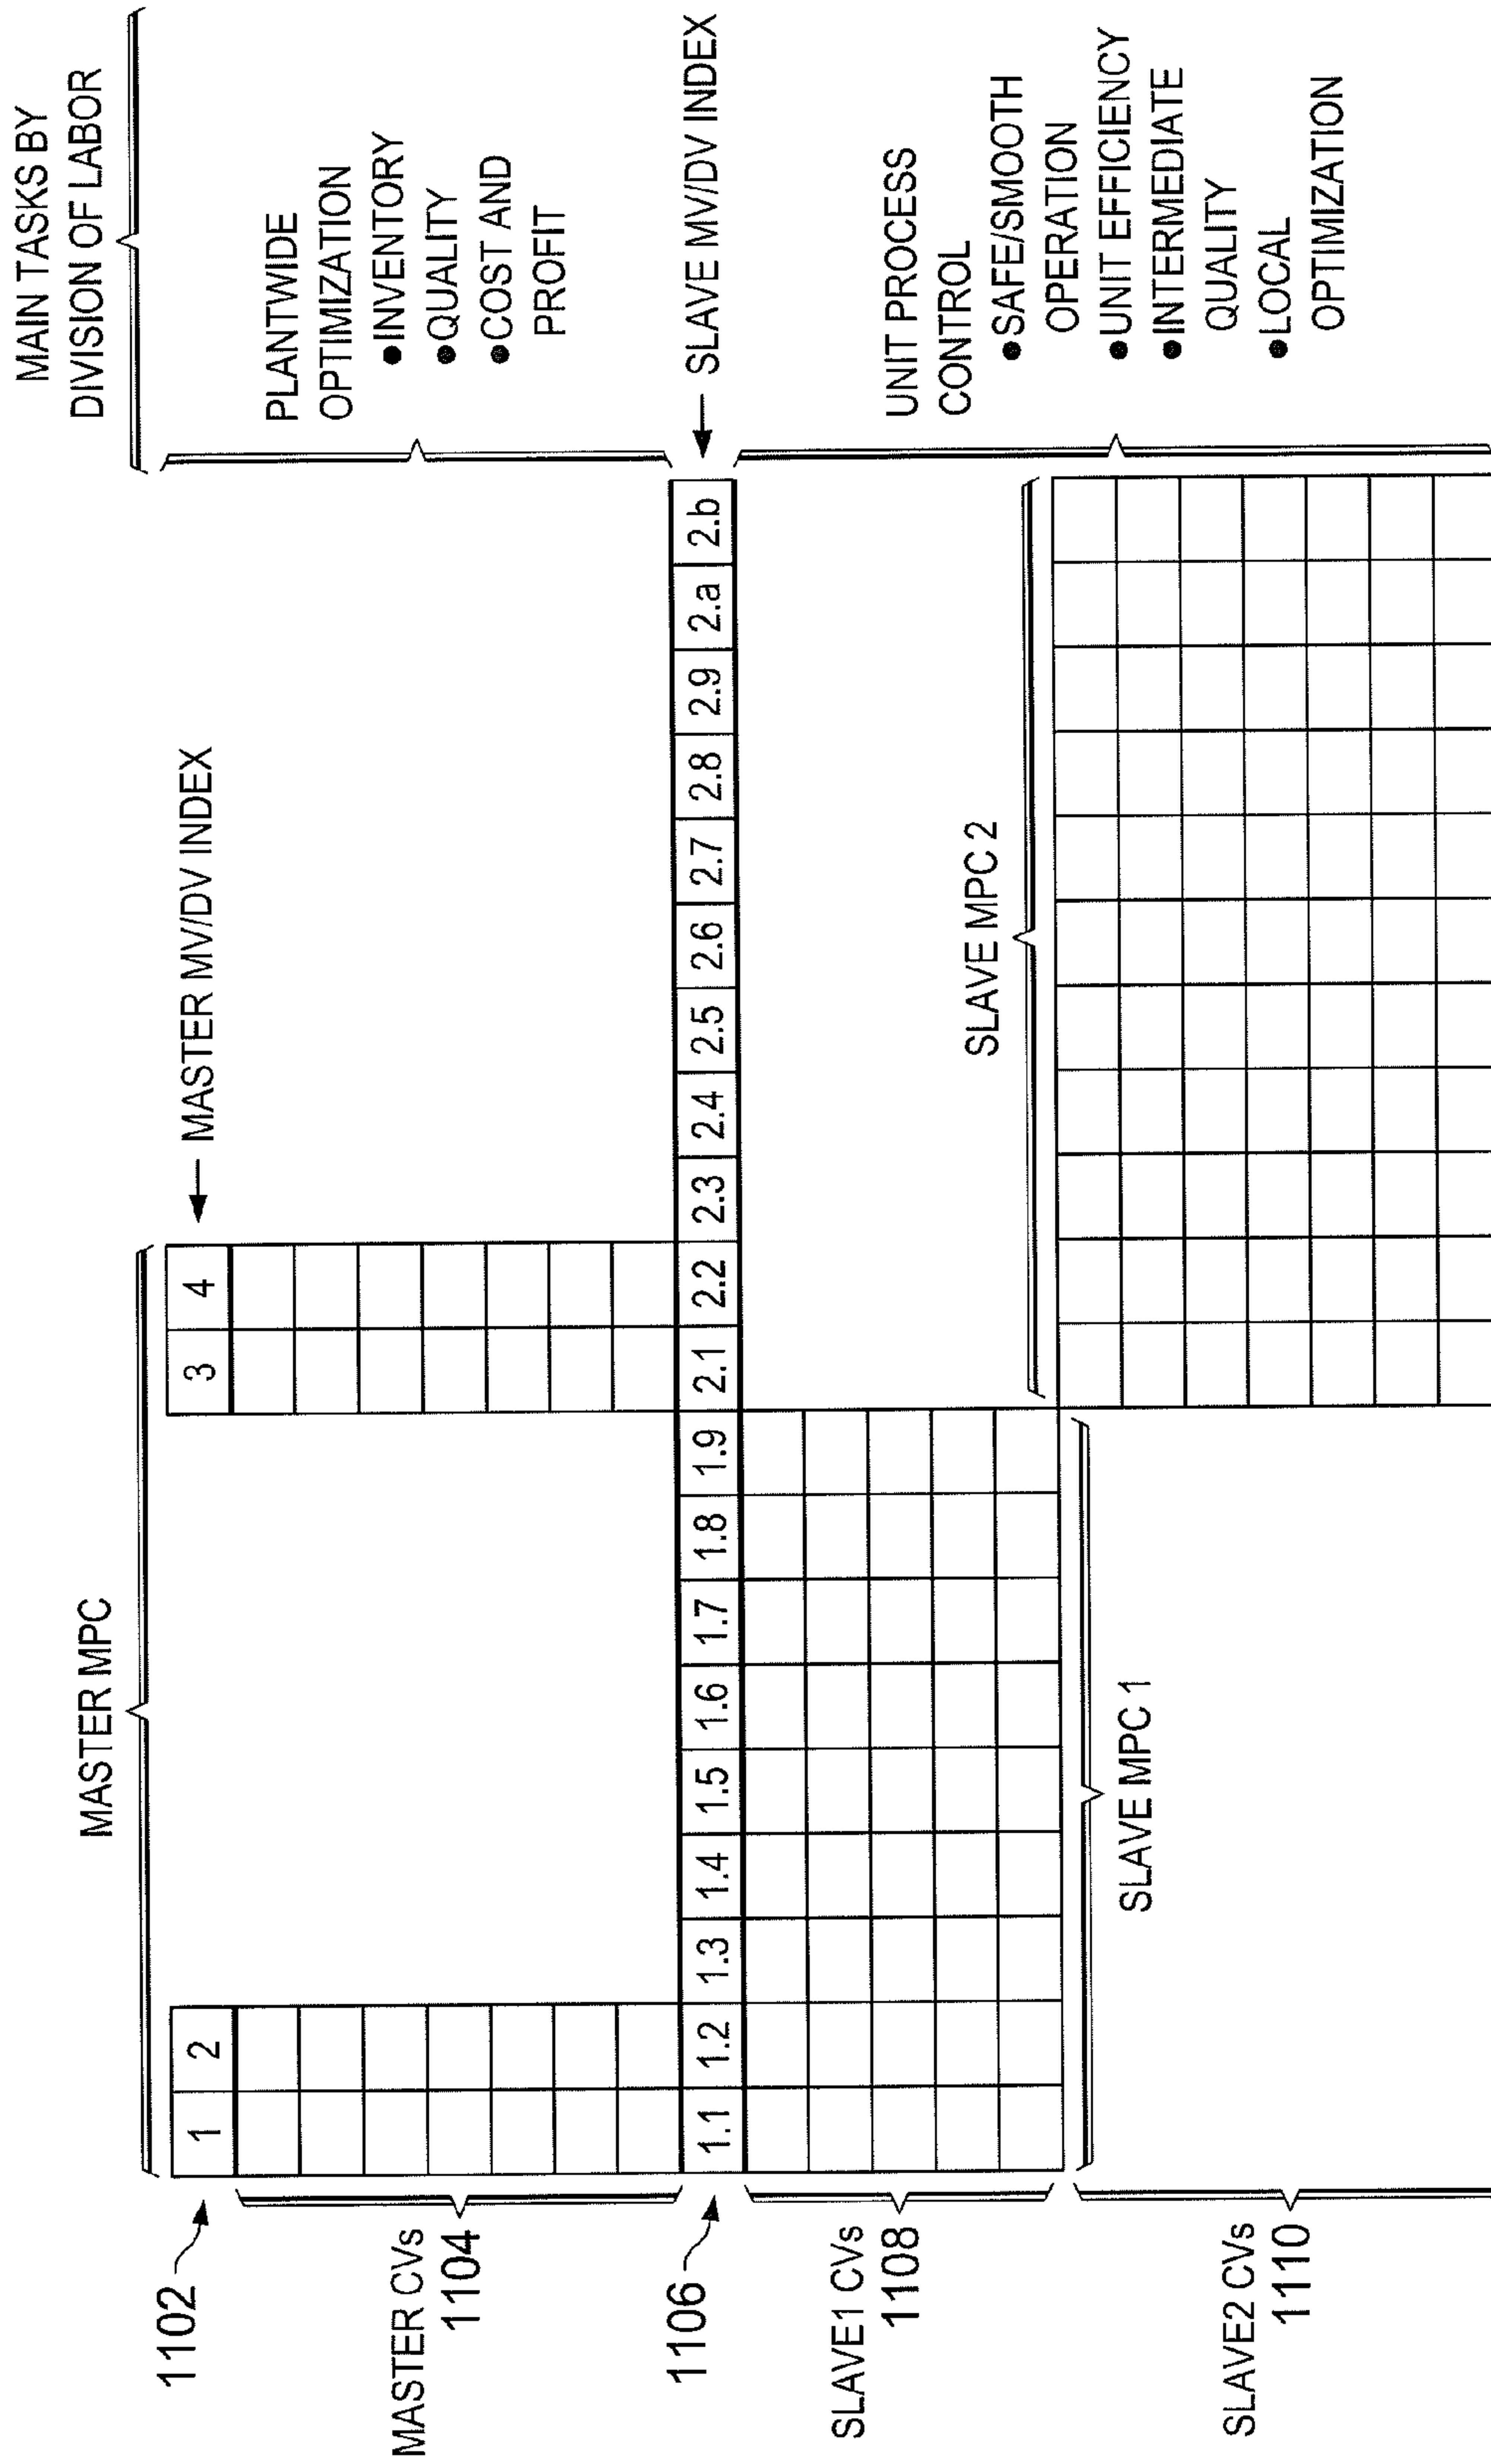 MAIN TASKS BY
DIVISION OF LABOR
MASTER MPC
1102
1
2
3
4
MASTER MV/DV INDEX
MASTER CVs
1104
PLANTWIDE
OPTIMIZATION
●INVENTORY
●QUALITY
●COST AND
PROFIT
1106
1.1
1.2
1.3
1.4
1.5
1.6
1.7
1.8
1.9
2.1
2.2
2.3
2.4
2.5
2.6
2.7
2.8
2.9
2.a
2.b
SLAVE MV/DV INDEX
SLAVE1 CVs
1108
SLAVE MPC 1
SLAVE MPC 2
UNIT PROCESS
CONTROL
●SAFE/SMOOTH
OPERATION
●UNIT EFFICIENCY
●INTERMEDIATE
QUALITY
●LOCAL
OPTIMIZATION
SLAVE2 CVs
1110